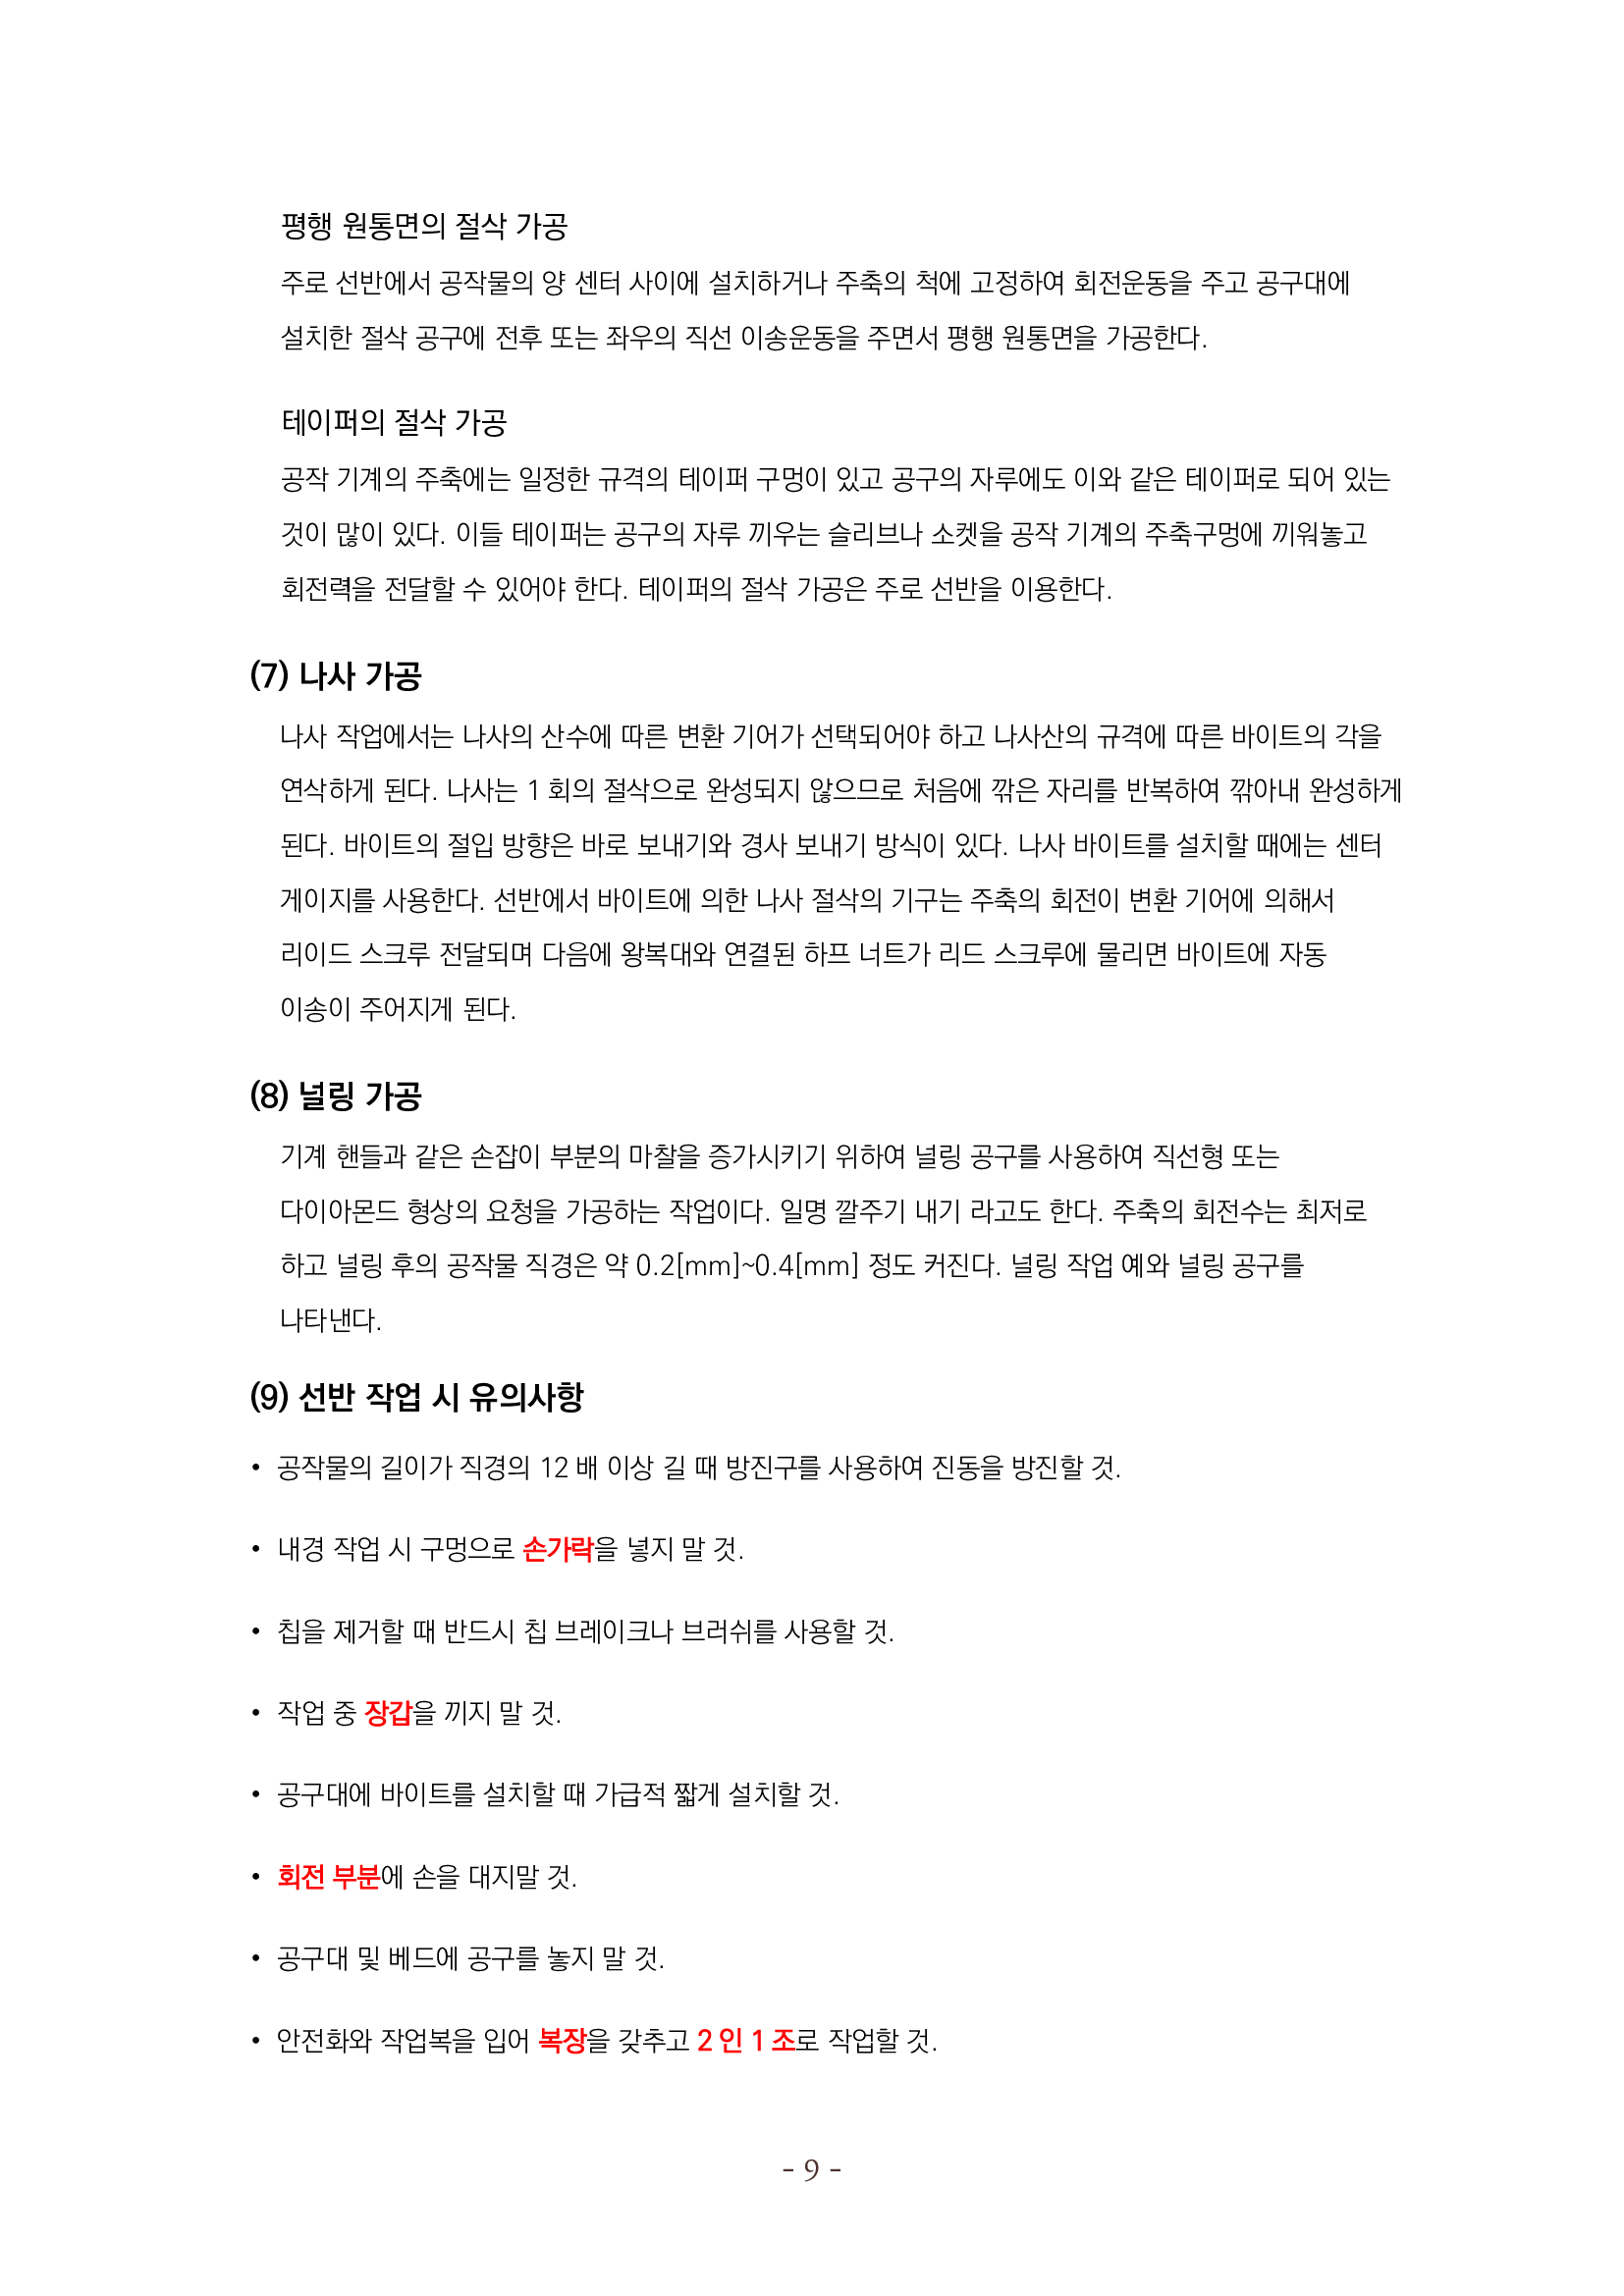 평행 원통면의 절삭 가공
주로 선반에서 공작물의 양 센터 사이에 설치하거나 주축의 척에 고정하여 회전운동을 주고 공구대에
설치한 절삭 공구에 전후 또는 좌우의 직선 이송운동을 주면서 평행 원통면을 가공한다.
테이퍼의 절삭 가공
공작 기계의 주축에는 일정한 규격의 테이퍼 구멍이 있고 공구의 자루에도 이와 같은 테이퍼로 되어 있는
것이 많이 있다. 이들 테이퍼는 공구의 자루 끼우는 슬리브나 소켓을 공작 기계의 주축구멍에 끼워놓고
회전력을 전달할 수 있어야 한다. 테이퍼의 절삭 가공은 주로 선반을 이용한다.
(7) 나사 가공
나사 작업에서는 나사의 산수에 따른 변환 기어가 선택되어야 하고 나사산의 규격에 따른 바이트의 각을
연삭하게 된다. 나사는 1 회의 절삭으로 완성되지 않으므로 처음에 깎은 자리를 반복하여 깎아내 완성하게
된다. 바이트의 절입 방향은 바로 보내기와 경사 보내기 방식이 있다. 나사 바이트를 설치할 때에는 센터
게이지를 사용한다. 선반에서 바이트에 의한 나사 절삭의 기구는 주축의 회전이 변환 기어에 의해서
리이드 스크루 전달되며 다음에 왕복대와 연결된 하프 너트가 리드 스크루에 물리면 바이트에 자동
이송이 주어지게 된다.
(8) 널링 가공
기계 핸들과 같은 손잡이 부분의 마찰을 증가시키기 위하여 널링 공구를 사용하여 직선형 또는
다이아몬드 형상의 요청을 가공하는 작업이다. 일명 깔주기 내기 라고도 한다. 주축의 회전수는 최저로
하고 널링 후의 공작물 직경은 약 0.2[mm]~0.4[mm] 정도 커진다. 널링 작업 예와 널링 공구를
나타낸다.
(9) 선반 작업 시 유의사항
• 공작물의 길이가 직경의 12 배 이상 길 때 방진구를 사용하여 진동을 방진할 것.
• 내경 작업 시 구멍으로 손가락을 넣지 말 것.
• 칩을 제거할 때 반드시 칩 브레이크나 브러쉬를 사용할 것.
• 작업 중 장갑을 끼지 말 것.
• 공구대에 바이트를 설치할 때 가급적 짧게 설치할 것.
• 회전 부분에 손을 대지말 것.
• 공구대 및 베드에 공구를 놓지 말 것.
• 안전화와 작업복을 입어 복장을 갖추고 2 인 1 조로 작업할 것.
- 9 -